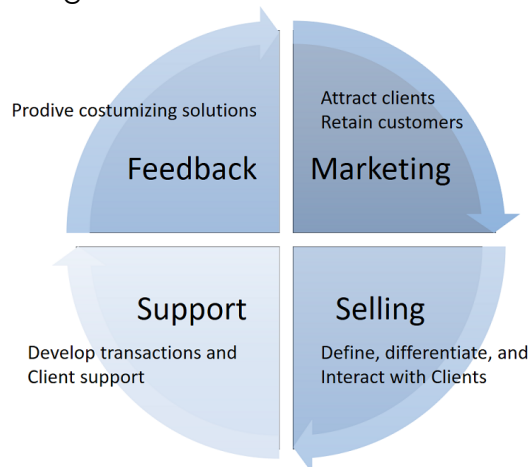 Prodive costumizing solutions
Feedback
Attract clients
Retain customers
Marketing
Support
Develop transactions and
Client support
Selling
Define, differentiate, and
Interact with Clients